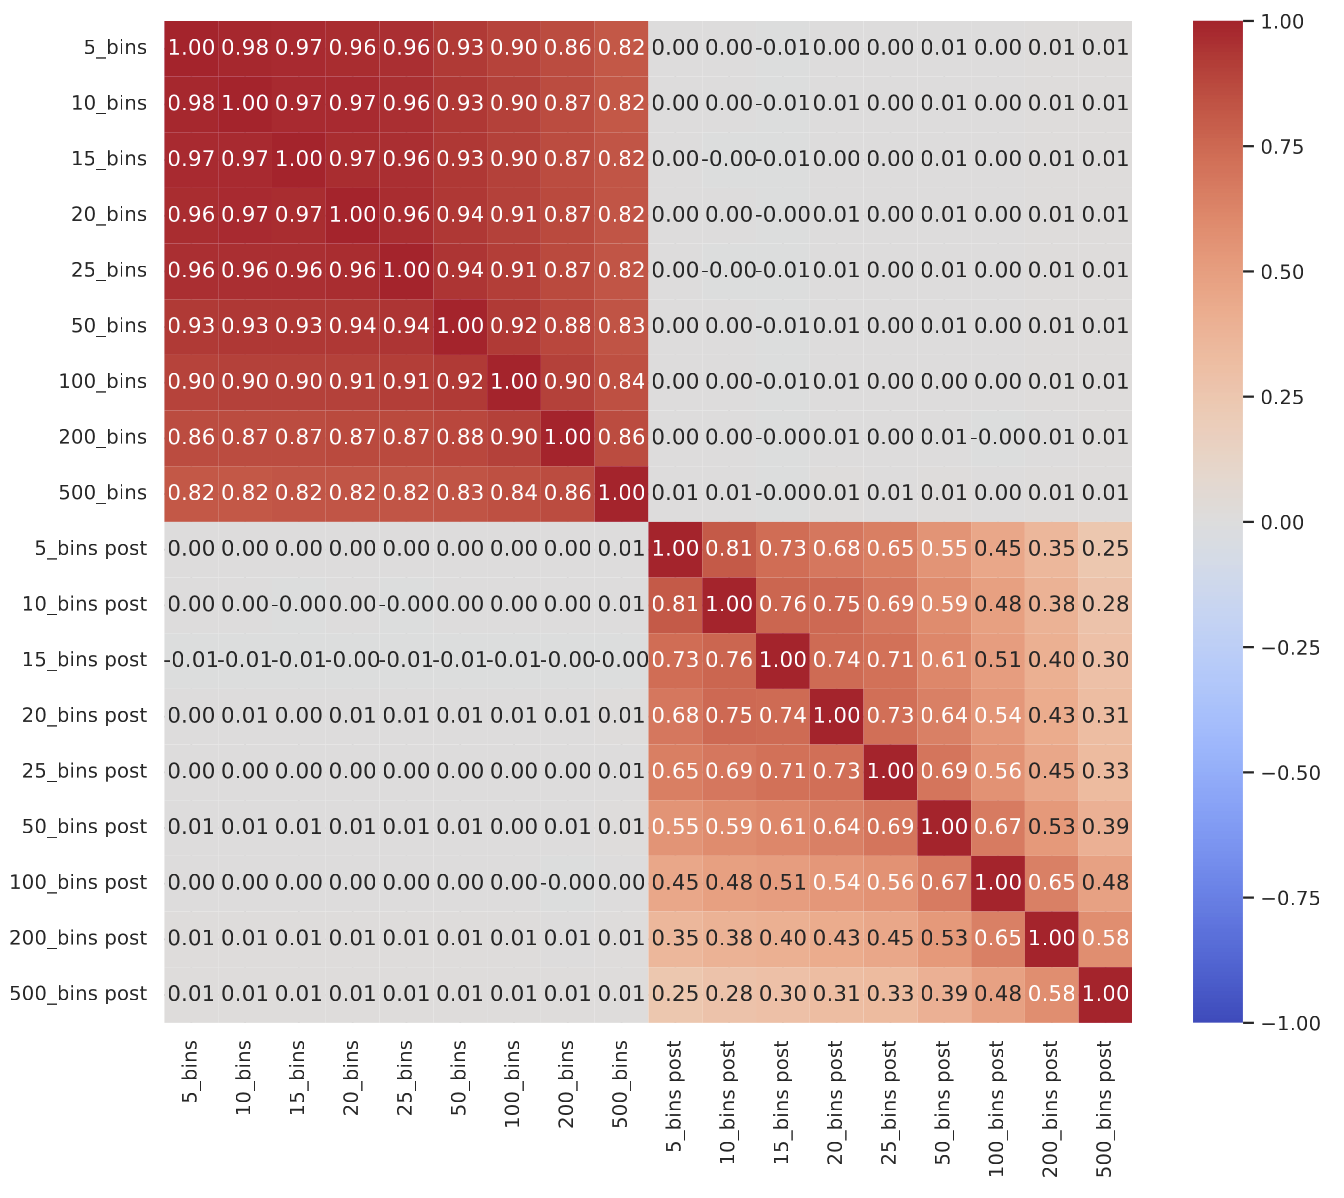 5_bins 1.00 0.98 0.97 0.96 0.96 0.93 0.90 0.86 0.82 0.00 0.00 -0.01 0.00 0.00 0.01 0.00 0.01 0.01 1.00
10_bins 0.98 1.00 0.97 0.97 0.96 0.93 0.90 0.87 0.82 0.00 0.00 -0.01 0.01 0.00 0.01 0.00 0.01 0.01
15_bins 0.97 0.97 1.00 0.97 0.96 0.93 0.90 0.87 0.82 0.00 -0.00 -0.01 0.00 0.00 0.01 0.00 0.01 0.01 0.75
20_bins 0.96 0.97 0.97 1.00 0.96 0.94 0.91 0.87 0.82 0.00 0.00 -0.00 0.01 0.00 0.01 0.00 0.01 0.01
25_bins 0.96 0.96 0.96 0.96 1.00 0.94 0.91 0.87 0.82 0.00 -0.00 -0.01 0.01 0.00 0.01 0.00 0.01 0.01 0.50
50_bins 0.93 0.93 0.93 0.94 0.94 1.00 0.92 0.88 0.83 0.00 0.00 -0.01 0.01 0.00 0.01 0.00 0.01 0.01
100_bins 0.90 0.90 0.90 0.91 0.91 0.92 1.00 0.90 0.84 0.00 0.00 -0.01 0.01 0.00 0.00 0.00 0.01 0.01 0.25
200_bins 0.86 0.87 0.87 0.87 0.87 0.88 0.90 1.00 0.86 0.00 0.00 -0.00 0.01 0.00 0.01 -0.00 0.01 0.01
500_bins 0.82 0.82 0.82 0.82 0.82 0.83 0.84 0.86 1.00 0.01 0.01 -0.00 0.01 0.01 0.01 0.00 0.01 0.01 0.00
5_bins post 0.00 0.00 0.00 0.00 0.00 0.00 0.00 0.00 0.01 1.00 0.81 0.73 0.68 0.65 0.55 0.45 0.35 0.25
10_bins post 0.00 0.00 -0.00 0.00 -0.00 0.00 0.00 0.00 0.01 0.81 1.00 0.76 0.75 0.69 0.59 0.48 0.38 0.28
15_bins post -0.01 -0.01 -0.01 -0.00 -0.01 -0.01 -0.01 -0.00 -0.00 0.73 0.76 1.00 0.74 0.71 0.61 0.51 0.40 0.30 −0.25
20_bins post 0.00 0.01 0.00 0.01 0.01 0.01 0.01 0.01 0.01 0.68 0.75 0.74 1.00 0.73 0.64 0.54 0.43 0.31
25_bins post 0.00 0.00 0.00 0.00 0.00 0.00 0.00 0.00 0.01 0.65 0.69 0.71 0.73 1.00 0.69 0.56 0.45 0.33 −0.50
50_bins post 0.01 0.01 0.01 0.01 0.01 0.01 0.00 0.01 0.01 0.55 0.59 0.61 0.64 0.69 1.00 0.67 0.53 0.39
100_bins post 0.00 0.00 0.00 0.00 0.00 0.00 0.00 -0.00 0.00 0.45 0.48 0.51 0.54 0.56 0.67 1.00 0.65 0.48 −0.75
200_bins post 0.01 0.01 0.01 0.01 0.01 0.01 0.01 0.01 0.01 0.35 0.38 0.40 0.43 0.45 0.53 0.65 1.00 0.58
500_bins post 0.01 0.01 0.01 0.01 0.01 0.01 0.01 0.01 0.01 0.25 0.28 0.30 0.31 0.33 0.39 0.48 0.58 1.00 −1.00
5_bins 10_bins 15_bins 20_bins 25_bins 50_bins 100_bins 200_bins 500_bins 5_bins post 10_bins post 15_bins post 20_bins post 25_bins post 50_bins post 100_bins post 200_bins post 500_bins post